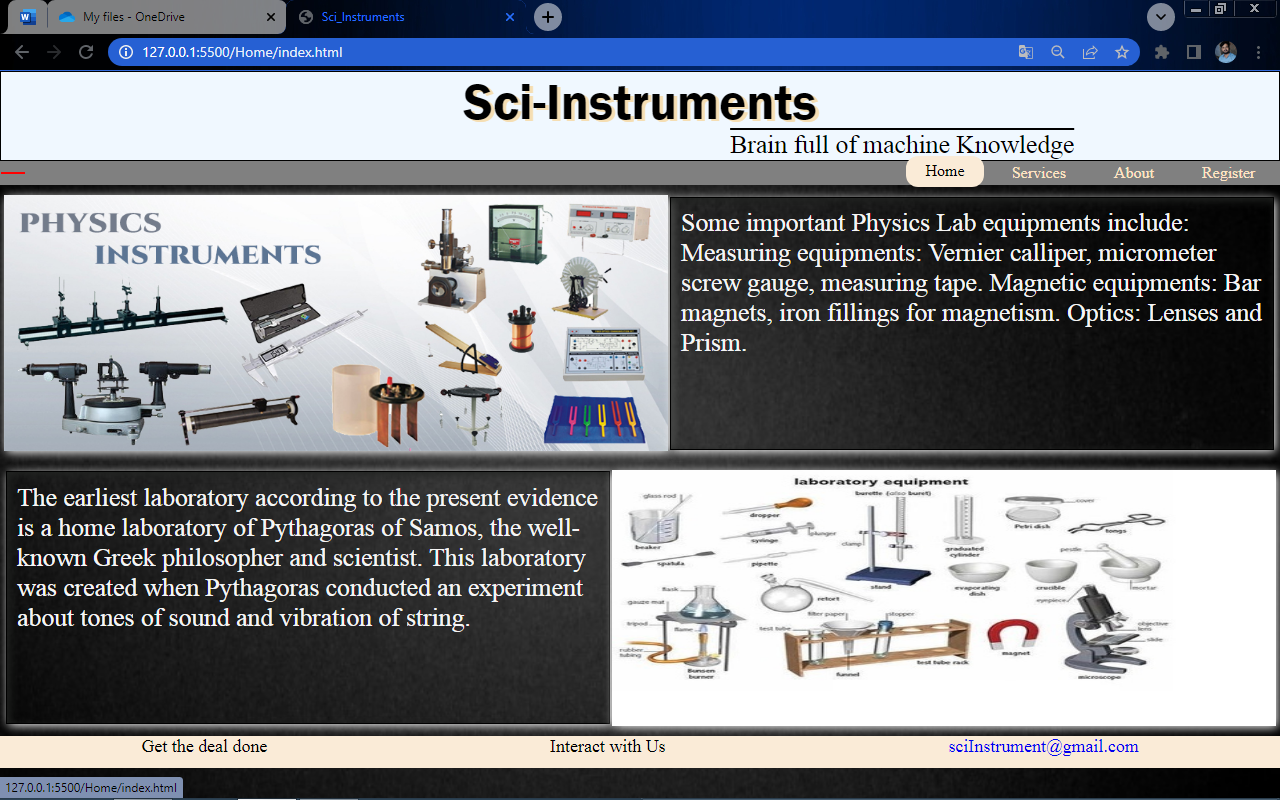 My files - OneDrive
Sci_Instruments
127.0.0.1:5500/Home/index.html
Sci-Instruments
Brain full of machine Knowledge
Home Services About Register
PHYSICS
INSTRUMENTS
Some important Physics Lab equipments include:
Measuring equipments: Vernier calliper, micrometer
screw gauge, measuring tape. Magnetic equipments: Bar
magnets, iron fillings for magnetism. Optics: Lenses and
Prism.
The earliest laboratory according to the present evidence
is a home laboratory of Pythagoras of Samos, the well-
known Greek philosopher and scientist. This laboratory
was created when Pythagoras conducted an experiment
about tones of sound and vibration of string.
laboratory equipment
glass rod
beaker
spatula
dropper
syringe
plunger
pipette
burette (also buret)
clamp
stand
graduated
cylinder
cover
Petri dish
tongs
pestle
mortar
evaporating
dish
crucible
flask
gauze mat
tripod
flame
rubber
tubing
Bunsen
burner
retort
filter paper
stopper
test tube
funnel
test tube rack
magnet
eyepiece
objective
lens
slide
microscope
Get the deal done Interact with Us sciInstrument@gmail.com
127.0.0.1:5500/Home/index.html